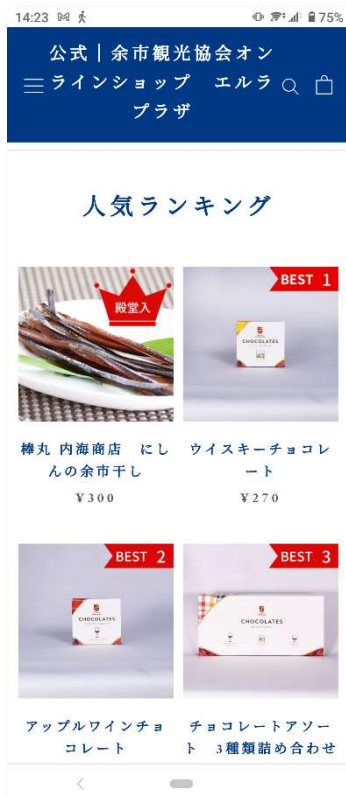 14:23
75%
公式｜余市観光協会オン
ラインショップ　エルラ
プラザ
人気ランキング
殿堂入
BEST 1
CHOCOLATES
榛丸 内海商店　にし
んの余市干し
¥300
ウイスキーチョコレ
ート
¥270
BEST 2
CHOCOLATES
BEST 3
CHOCOLATES
アップルワインチョ
コレート
チョコレートアソー
ト　3種類詰め合わせ